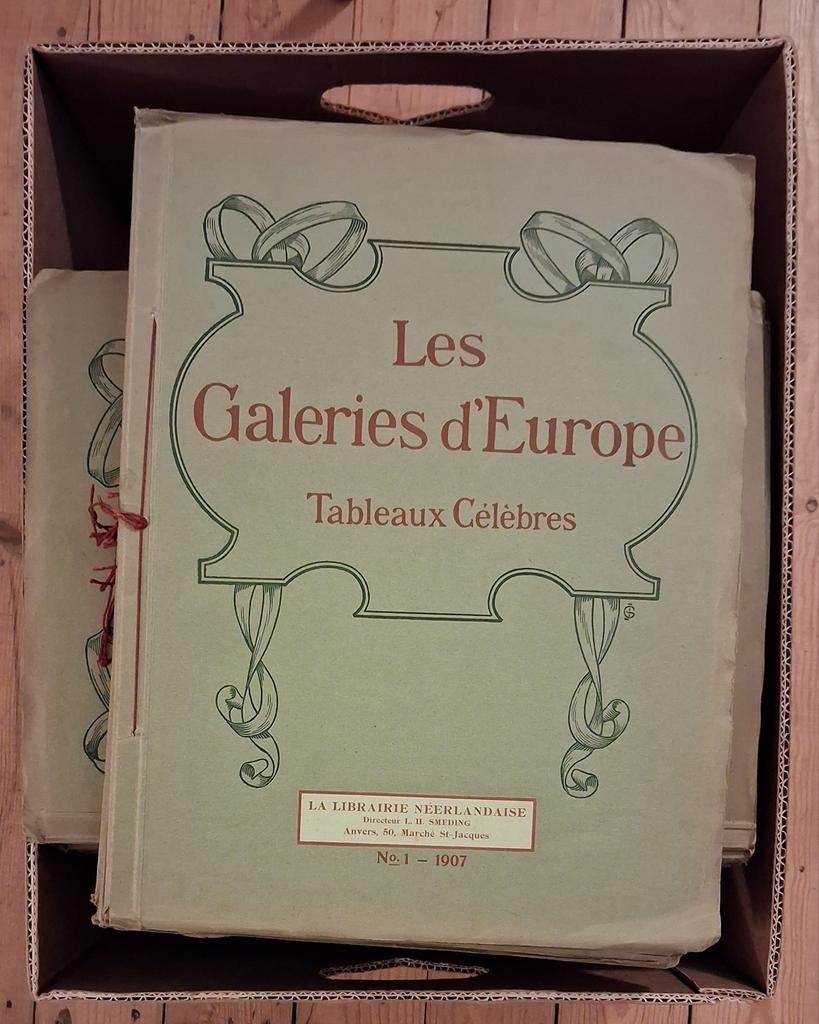 Les
Galeries d'Europe
Tableaux Célèbres
LA LIBRAIRIE NÉERLANDAISE
Directeur L. H. SMEDING
Anvers, 50, Marché St-Jacques
No. 1 – 1907